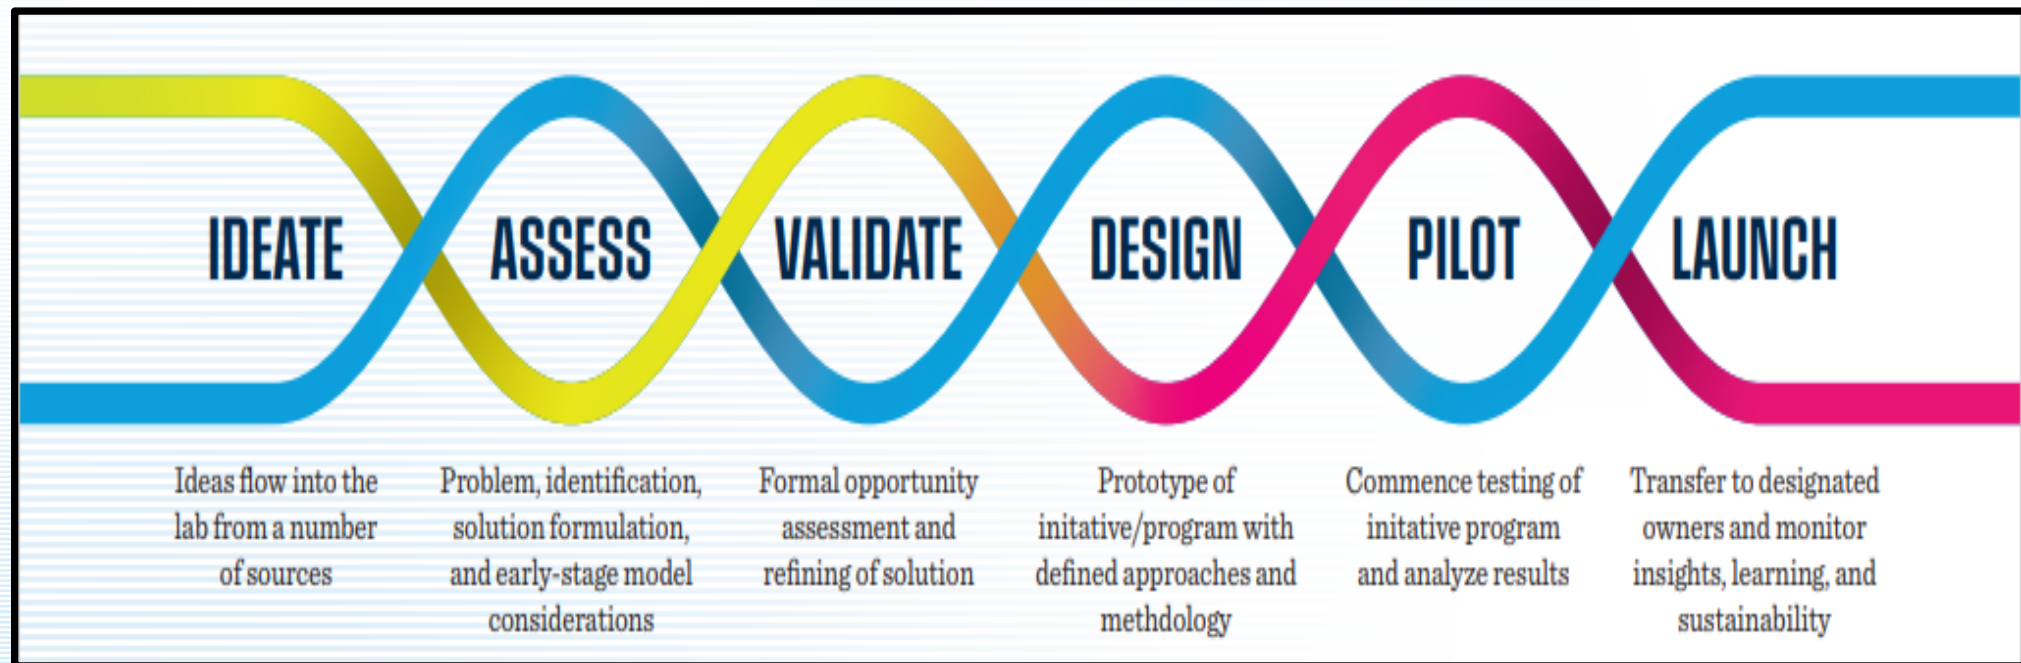 IDEATE
ASSESS
VALIDATE
DESIGN
PILOT
LAUNCH
Ideas flow into the
lab from a number
of sources
Problem, identification,
solution formulation,
and early-stage model
considerations
Formal opportunity
assessment and
refining of solution
Prototype of
initative/program with
defined approaches and
methdology
Commence testing of
initative program
and analyze results
Transfer to designated
owners and monitor
insights, learning, and
sustainability